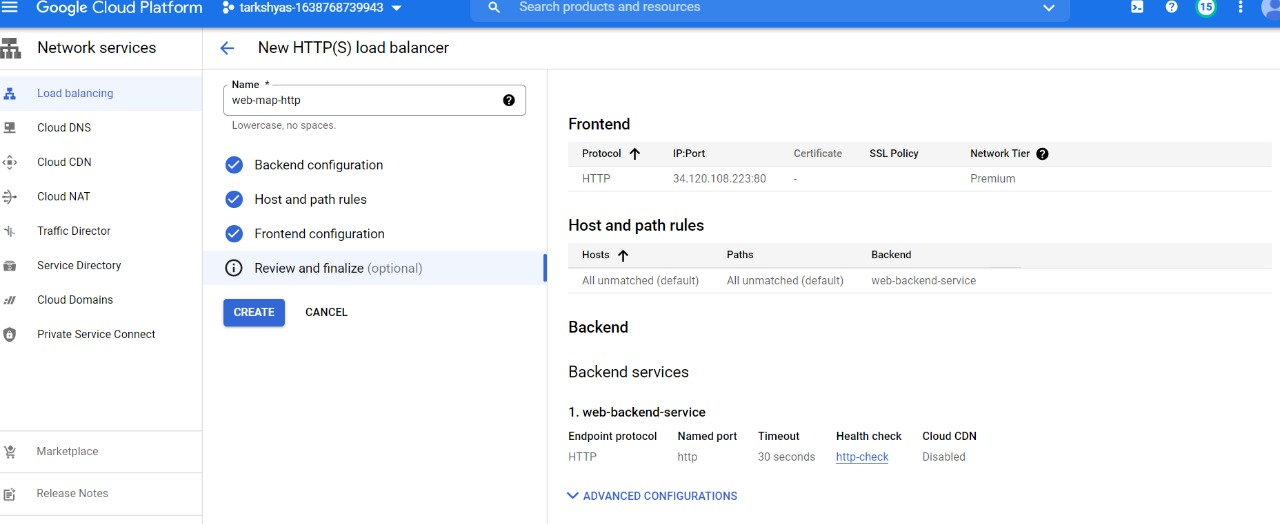 Google Cloud Platform
tarkshyas-1638768739943
Search products and resources
15
Network services
New HTTP(S) load balancer
Load balancing
Cloud DNS
Cloud CDN
Cloud NAT
Traffic Director
Service Directory
Cloud Domains
Private Service Connect
Marketplace
Release Notes
Name *
web-map-http
Lowercase, no spaces.
Backend configuration
Host and path rules
Frontend configuration
Review and finalize (optional)
CREATE CANCEL
Frontend
Protocol IP:Port Certificate SSL Policy Network Tier
HTTP 34.120.108.223:80 - Premium
Host and path rules
Hosts Paths Backend
All unmatched (default) All unmatched (default) web-backend-service
Backend
Backend services
1. web-backend-service
Endpoint protocol Named port Timeout Health check Cloud CDN
HTTP http 30 seconds http-check Disabled
ADVANCED CONFIGURATIONS